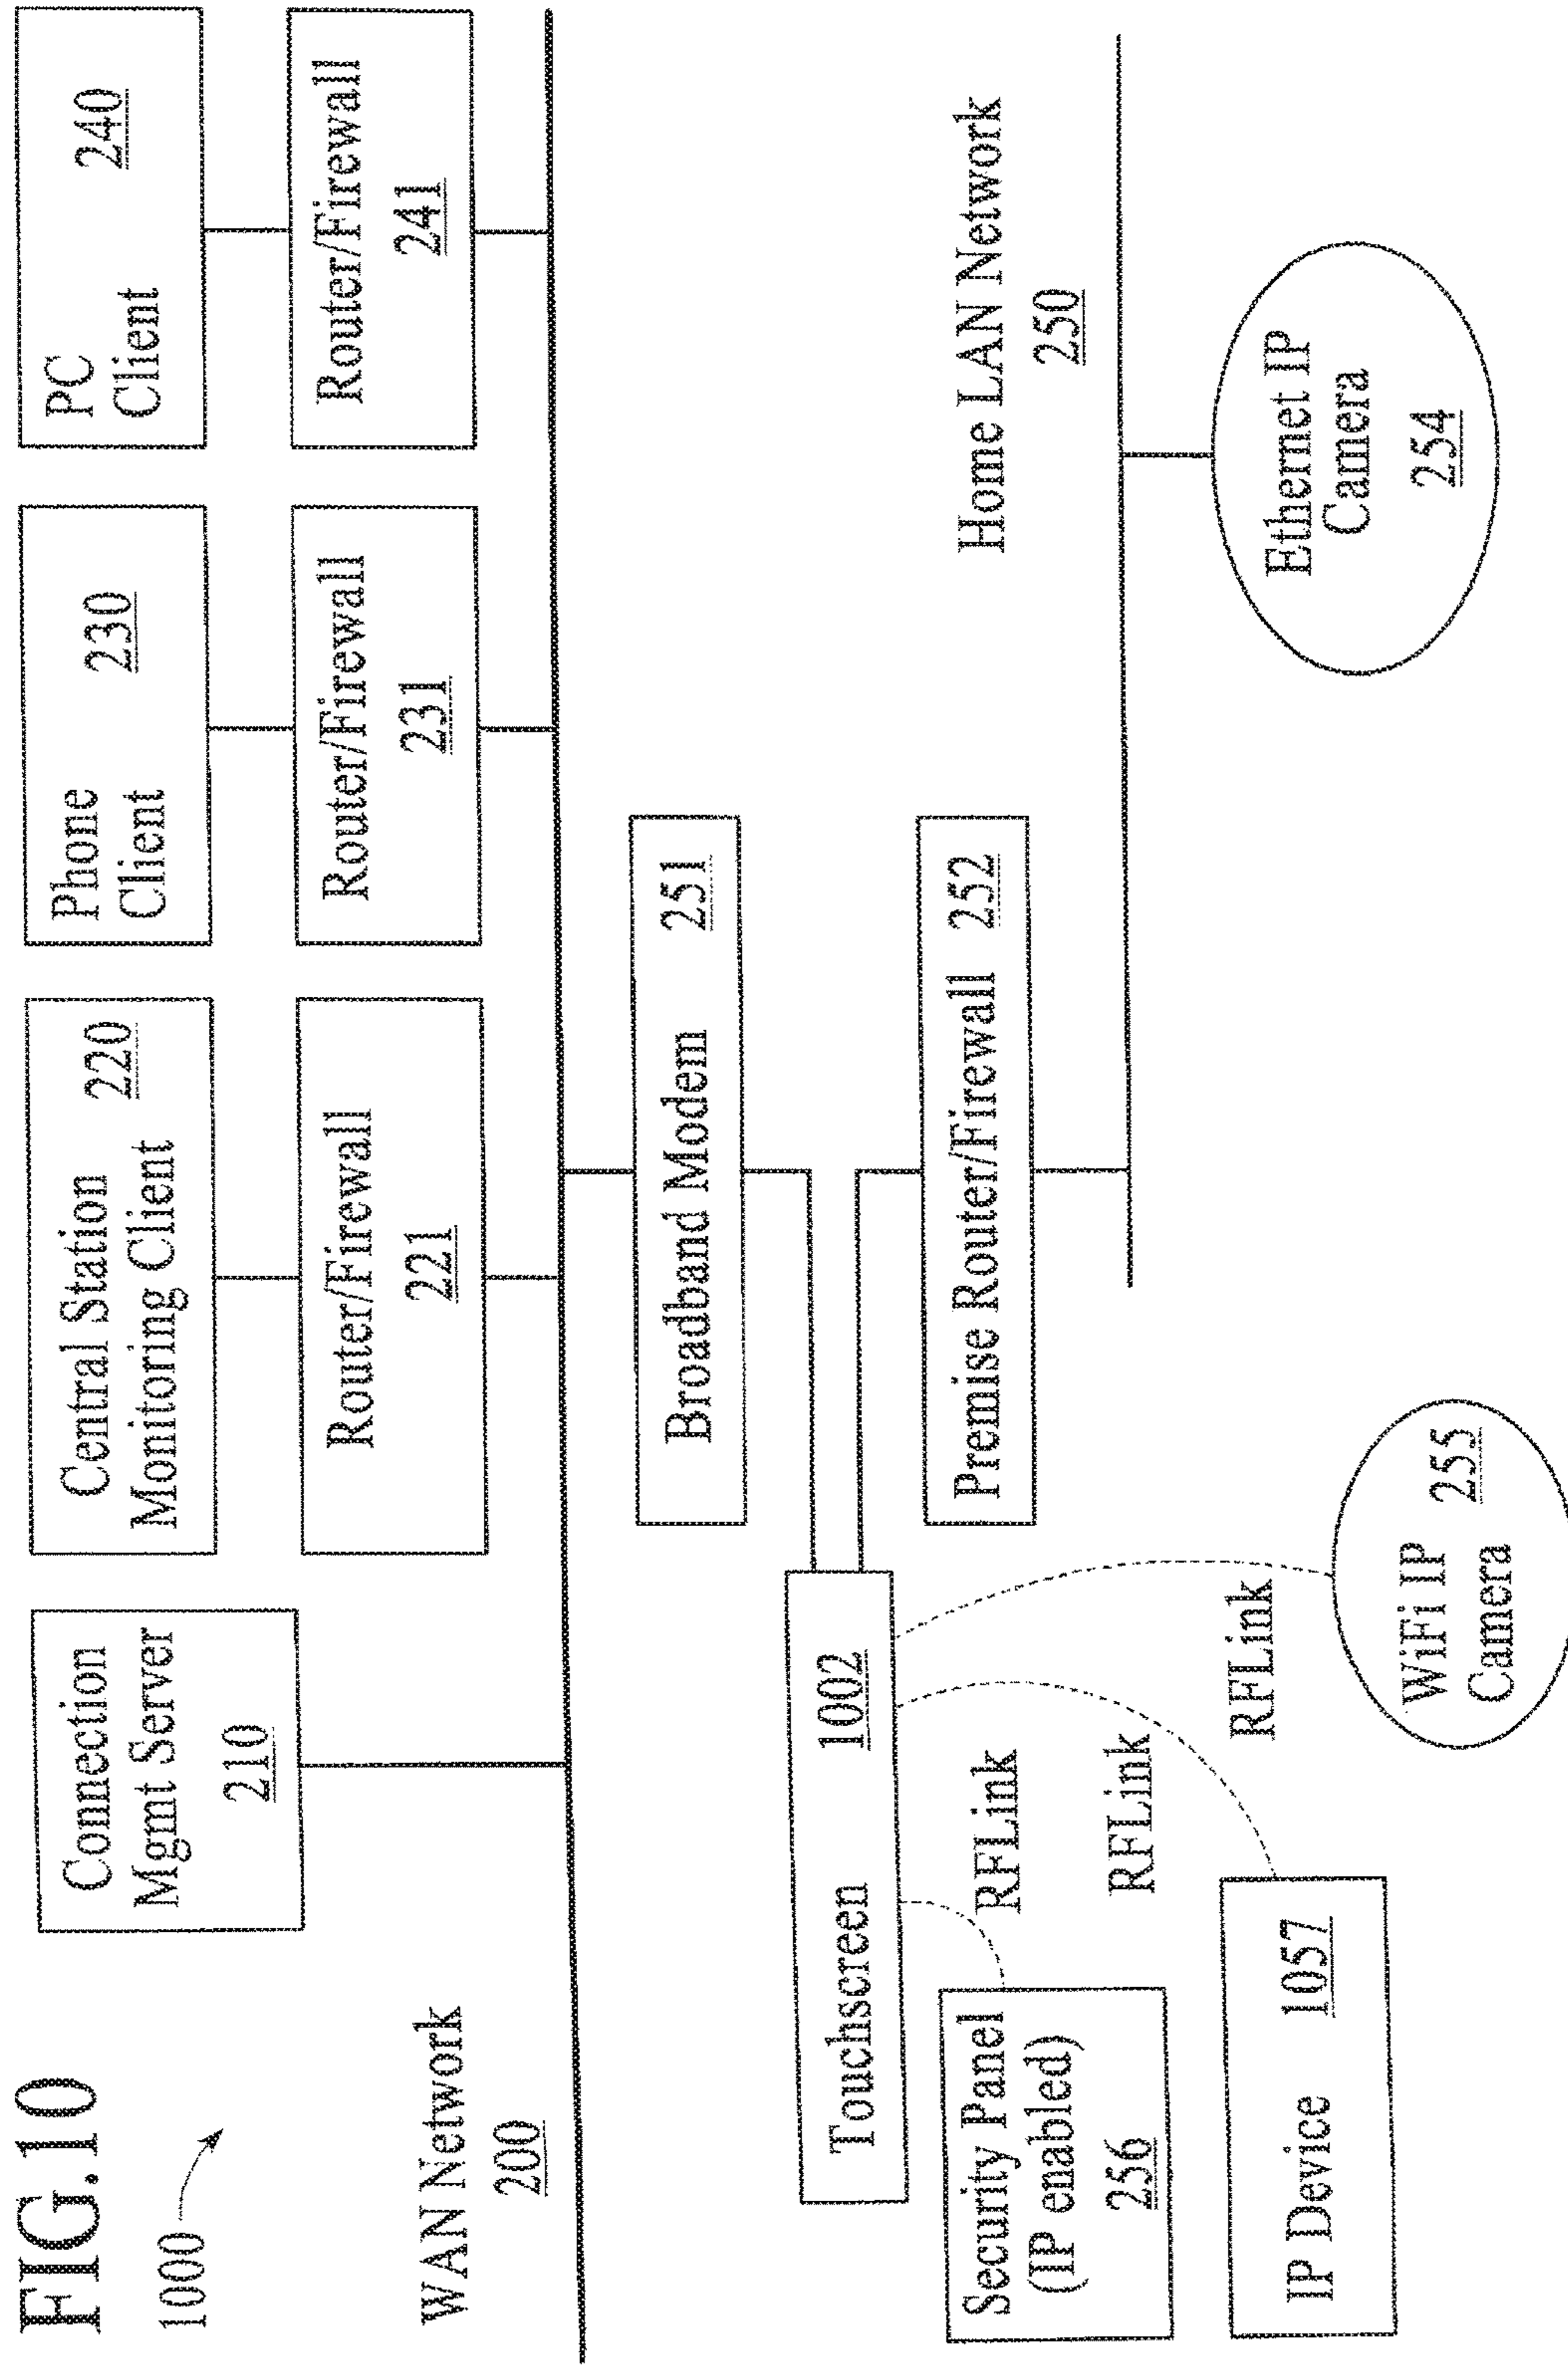 FIG.10
1000
Connection
Mgmt Server
210
Central Station
Monitoring Client
220
Phone
Client
230
PC
Client
240
Router/Firewall
221
Router/Firewall
231
Router/Firewall
241
WAN Network
200
Broadband Modem 251
Touchscreen 1002
Premise Router/Firewall 252
Home LAN Network
250
Security Panel
(IP enabled)
256
RFLink
RFLink
RFLink
IP Device 1057
WiFi IP
Camera
255
Ethernet IP
Camera
254